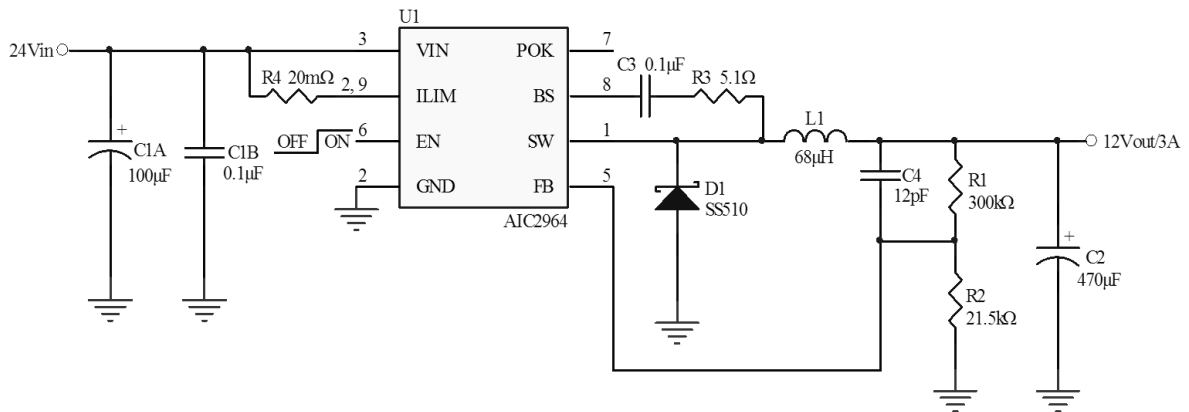 U1
24Vin
3
VIN
POK
7
R4 20mΩ
2, 9
ILIM
BS
8
C3 0.1μF
R3 5.1Ω
OFF
ON
6
EN
SW
1
L1
68μH
12Vout/3A
+
C1A
100μF
C1B
0.1μF
2
GND
FB
5
D1
SS510
C4
12pF
R1
300kΩ
AIC2964
+
C2
470μF
R2
21.5kΩ